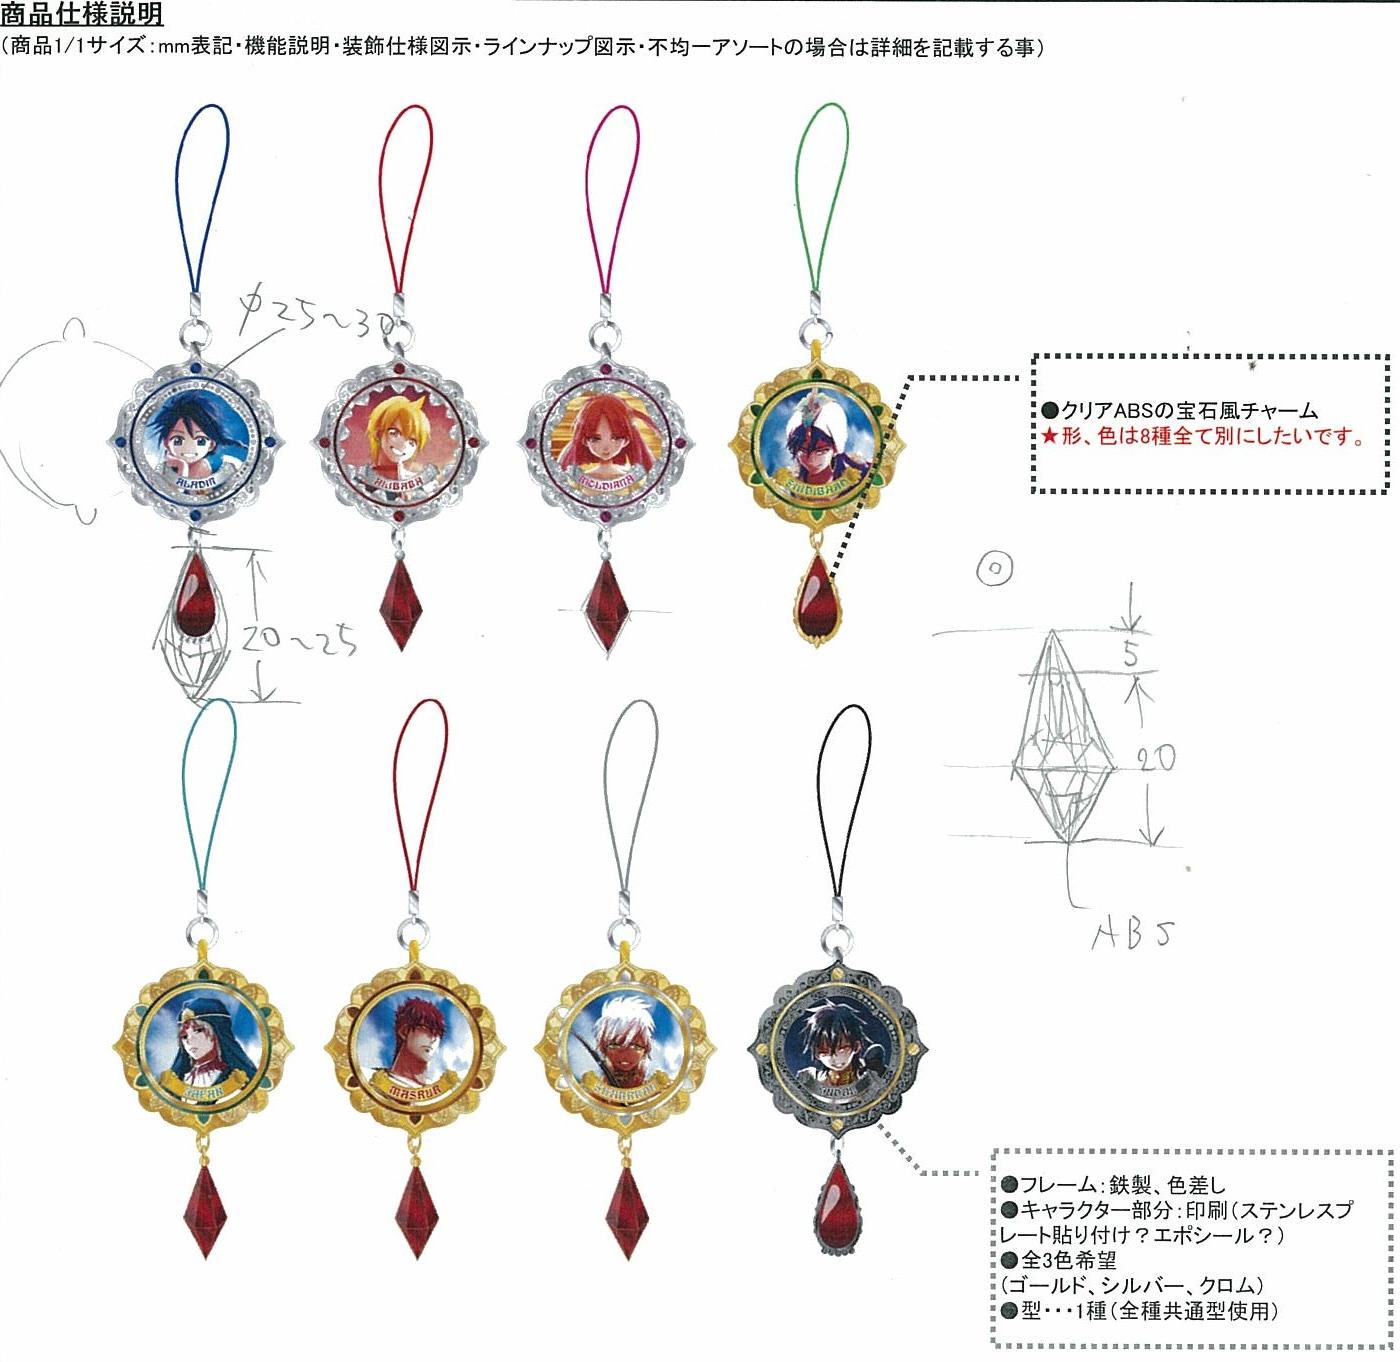 商品仕様説明
(商品1/1サイズ:mm表記・機能説明・装飾仕様図示・ラインナップ図示・不均一アソートの場合は詳細を記載する事)
φ25~30
ALADIN
ALIBABA
●クリアABSの宝石風チャーム
★形、色は8種全て別にしたいです。
20~25
5
20
ABS
JAFAR
MASRUR
●フレーム:鉄製、色差し
●キャラクター部分:印刷(ステンレスプ
レート貼り付け?エポシール?)
●全3色希望
(ゴールド、シルバー、クロム)
●型・・・1種(全種共通型使用)